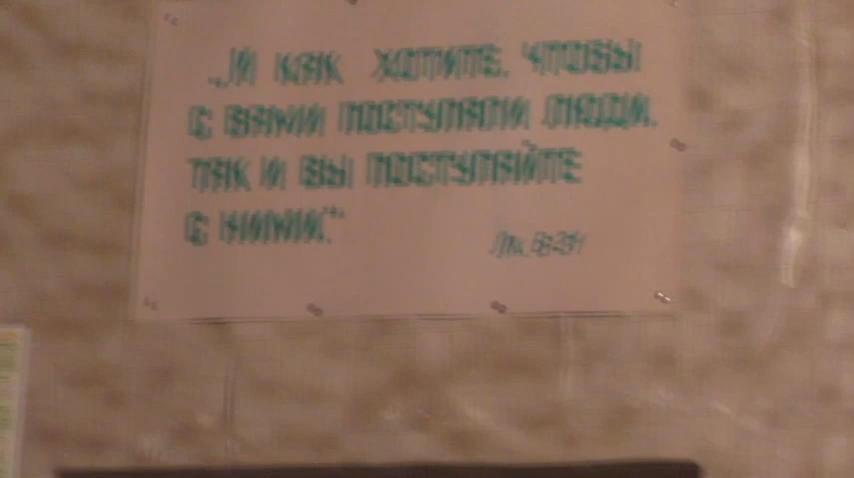 „И КАК ХОТИТЕ, ЧТОБЫ
С ВАМИ ПОСТУПАЛИ ЛЮДИ,
ТАК И ВЫ ПОСТУПАЙТЕ
С НИМИ."